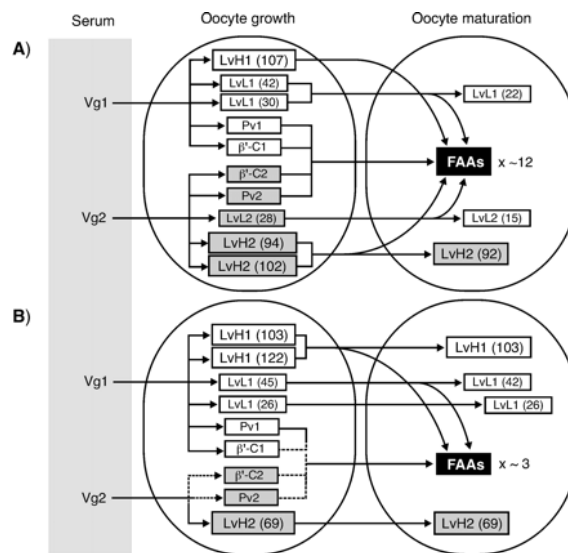 Serum Oocyte growth Oocyte maturation
A)
LvH1 (107)
LvL1 (42)
LvL1 (22)
Vg1
LvL1 (30)
Pv1
β'-C1
FAAs x ~12
β'-C2
Pv2
Vg2
LvL2 (28)
LvL2 (15)
LvH2 (94)
LvH2 (92)
LvH2 (102)
B)
LvH1 (103)
LvH1 (103)
LvH1 (122)
Vg1
LvL1 (45)
LvL1 (42)
LvL1 (26)
LvL1 (26)
Pv1
β'-C1
FAAs x ~ 3
β'-C2
Vg2
Pv2
LvH2 (69)
LvH2 (69)